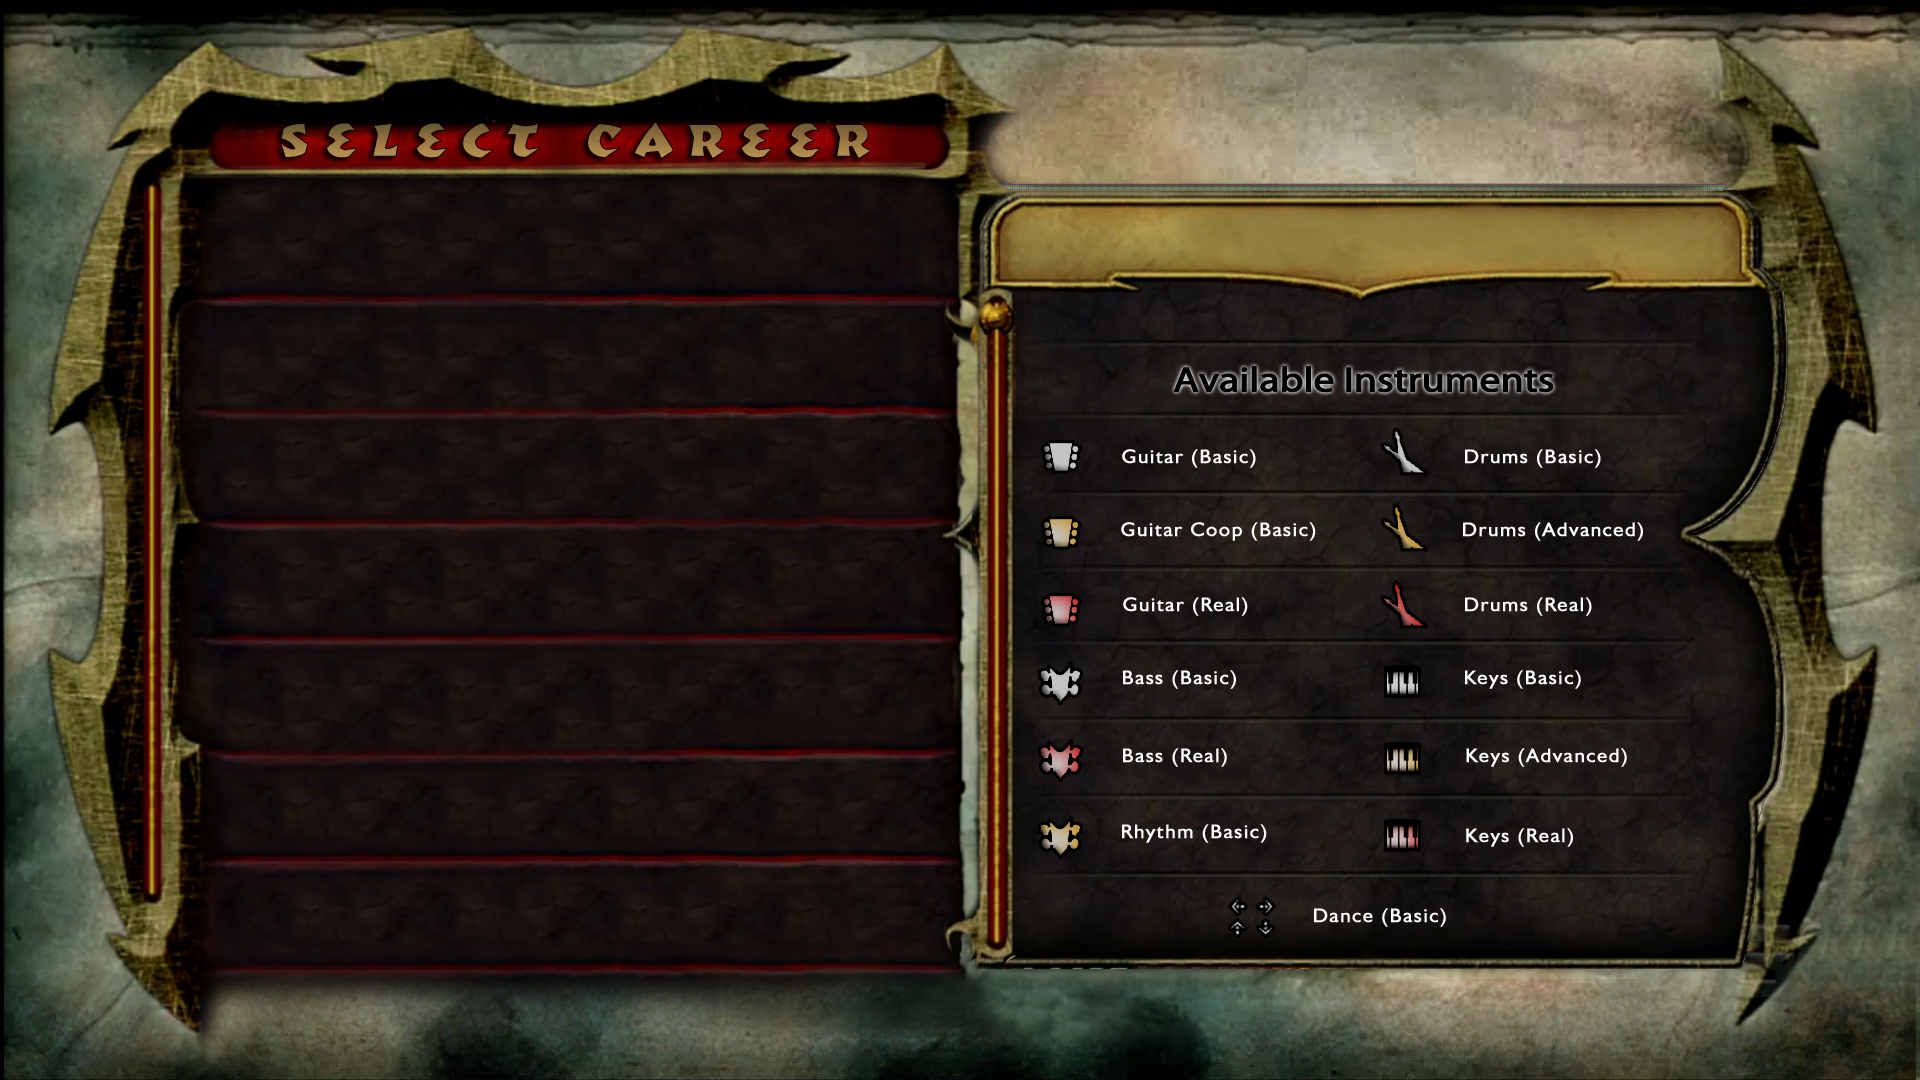 SELECT CAREER
Available Instruments
Guitar (Basic)
Drums (Basic)
Guitar Coop (Basic)
Drums (Advanced)
Guitar (Real)
Drums (Real)
Bass (Basic)
Keys (Basic)
Bass (Real)
Keys (Advanced)
Rhythm (Basic)
Keys (Real)
Dance (Basic)